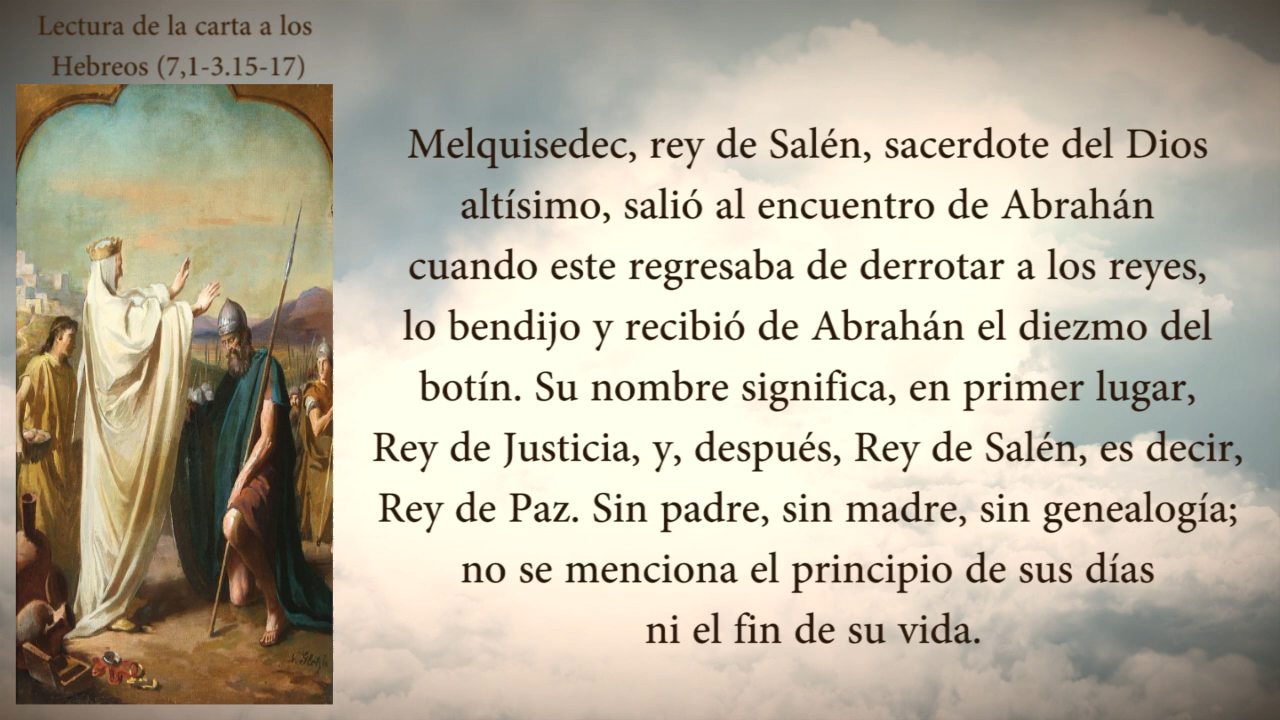 Lectura de la carta a los
Hebreos (7,1-3.15-17)
Melquisedec, rey de Salén, sacerdote del Dios
altísimo, salió al encuentro de Abrahán
cuando este regresaba de derrotar a los reyes,
lo bendijo y recibió de Abrahán el diezmo del
botín. Su nombre significa, en primer lugar,
Rey de Justicia, y, después, Rey de Salén, es decir,
Rey de Paz. Sin padre, sin madre, sin genealogía;
no se menciona el principio de sus días
ni el fin de su vida.